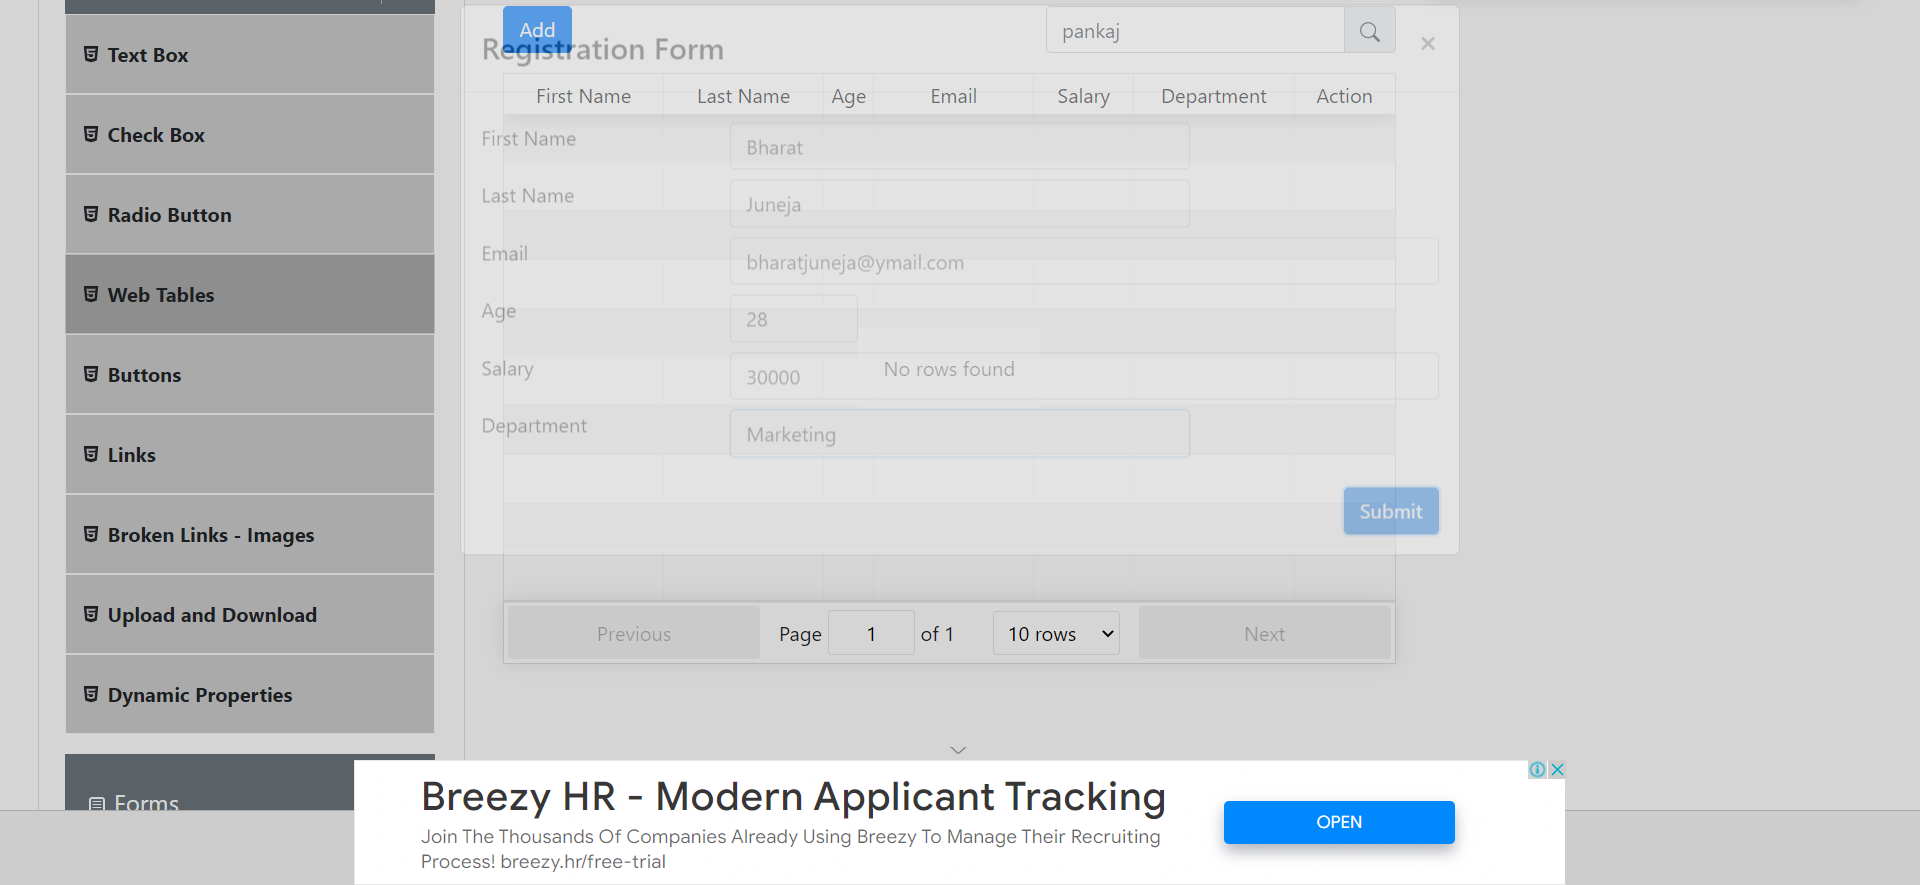 Text Box
Check Box
Radio Button
Web Tables
Buttons
Links
Broken Links - Images
Upload and Download
Dynamic Properties
Forms
Add
pankaj
Registration Form
×
First Name Last Name Age Email Salary Department Action
First Name Bharat
Last Name Juneja
Email bharatjuneja@ymail.com
Age 28
Salary 30000
No rows found
Department Marketing
Submit
Previous Page 1 of 1 10 rows Next
Breezy HR - Modern Applicant Tracking
Join The Thousands Of Companies Already Using Breezy To Manage Their Recruiting
Process! breezy.hr/free-trial
OPEN